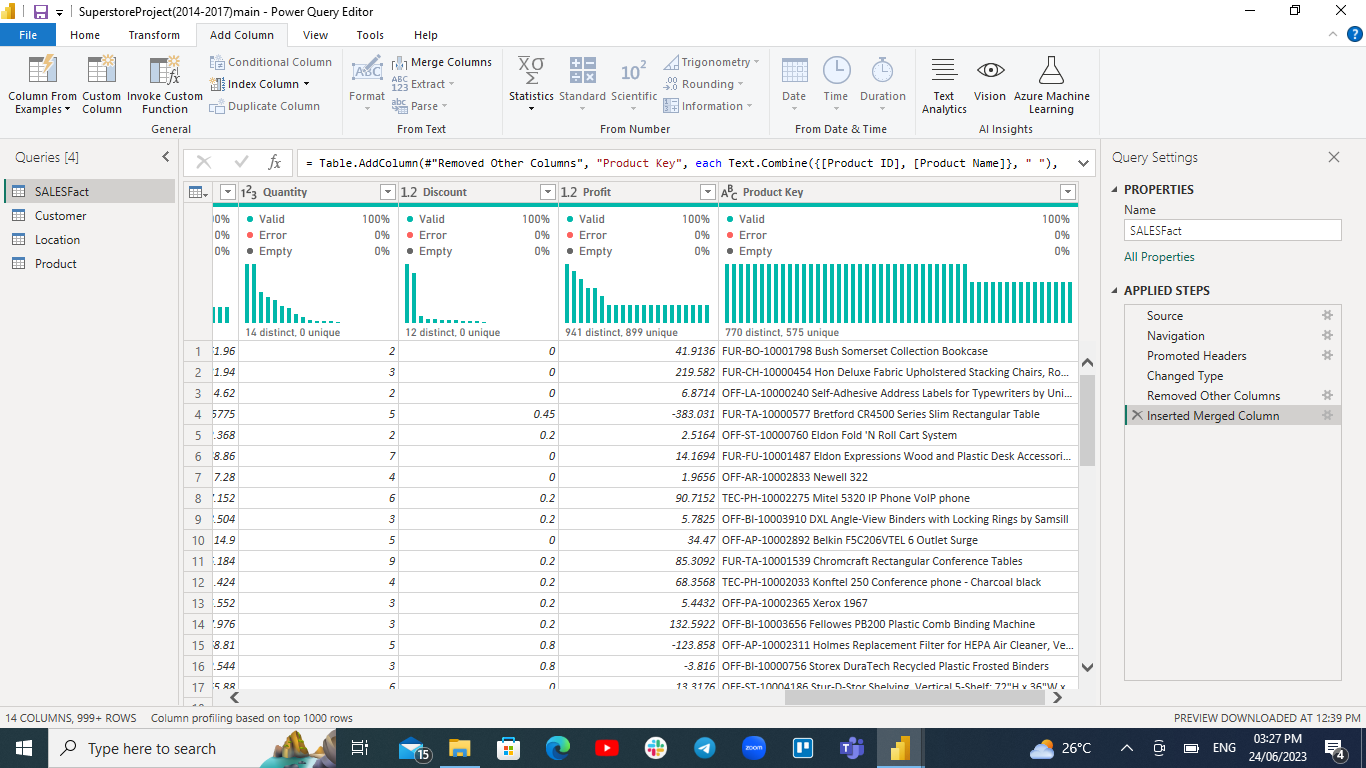 SuperstoreProject(2014-2017)main - Power Query Editor
File Home Transform Add Column View Tools Help
Column From Examples
Custom Column
Invoke Custom Function
Conditional Column
Index Column
Duplicate Column
General
Format
Merge Columns
Extract
Parse
From Text
Statistics
Standard
Scientific
Trigonometry
Rounding
Information
From Number
Date
Time
Duration
From Date & Time
Text Analytics
Vision
Azure Machine Learning
AI Insights
Queries [4]
SALESFact
Customer
Location
Product
= Table.AddColumn(#"Removed Other Columns", "Product Key", each Text.Combine({[Product ID], [Product Name]}, " "),
1²3 Quantity 1.2 Discount 1.2 Profit ABC Product Key
Valid 100% Valid 100% Valid 100% Valid 100%
Error 0% Error 0% Error 0% Error 0%
Empty 0% Empty 0% Empty 0% Empty 0%
14 distinct, 0 unique 12 distinct, 0 unique 941 distinct, 899 unique 770 distinct, 575 unique
1 2 0 41.9136 FUR-BO-10001798 Bush Somerset Collection Bookcase
2 3 0 219.582 FUR-CH-10000454 Hon Deluxe Fabric Upholstered Stacking Chairs, Ro...
3 2 0 6.8714 OFF-LA-10000240 Self-Adhesive Address Labels for Typewriters by Uni...
4 5 0.45 -383.031 FUR-TA-10000577 Bretford CR4500 Series Slim Rectangular Table
5 2 0.2 2.5164 OFF-ST-10000760 Eldon Fold 'N Roll Cart System
6 7 0 14.1694 FUR-FU-10001487 Eldon Expressions Wood and Plastic Desk Accessori...
7 4 0 1.9656 OFF-AR-10002833 Newell 322
8 6 0.2 90.7152 TEC-PH-10002275 Mitel 5320 IP Phone VoIP phone
9 3 0.2 5.7825 OFF-BI-10003910 DXL Angle-View Binders with Locking Rings by Samsill
10 5 0 34.47 OFF-AP-10002892 Belkin F5C206VTEL 6 Outlet Surge
11 9 0.2 85.3092 FUR-TA-10001539 Chromcraft Rectangular Conference Tables
12 4 0.2 68.3568 TEC-PH-10002033 Konftel 250 Conference phone - Charcoal black
13 3 0.2 5.4432 OFF-PA-10002365 Xerox 1967
14 3 0.2 132.5922 OFF-BI-10003656 Fellowes PB200 Plastic Comb Binding Machine
15 5 0.8 -123.858 OFF-AP-10002311 Holmes Replacement Filter for HEPA Air Cleaner, Ve...
16 3 0.8 -3.816 OFF-BI-10000756 Storex DuraTech Recycled Plastic Frosted Binders
17 6 0 13.3176 OFF-ST-10004186 Stur-D-Stor Shelving, Vertical 5-Shelf: 72"H x 36"W x
Query Settings
PROPERTIES
Name
SALESFact
All Properties
APPLIED STEPS
Source
Navigation
Promoted Headers
Changed Type
Removed Other Columns
Inserted Merged Column
14 COLUMNS, 999+ ROWS Column profiling based on top 1000 rows PREVIEW DOWNLOADED AT 12:39 PM
Type here to search
15
zoom
26°C
ENG
03:27 PM
24/06/2023
4